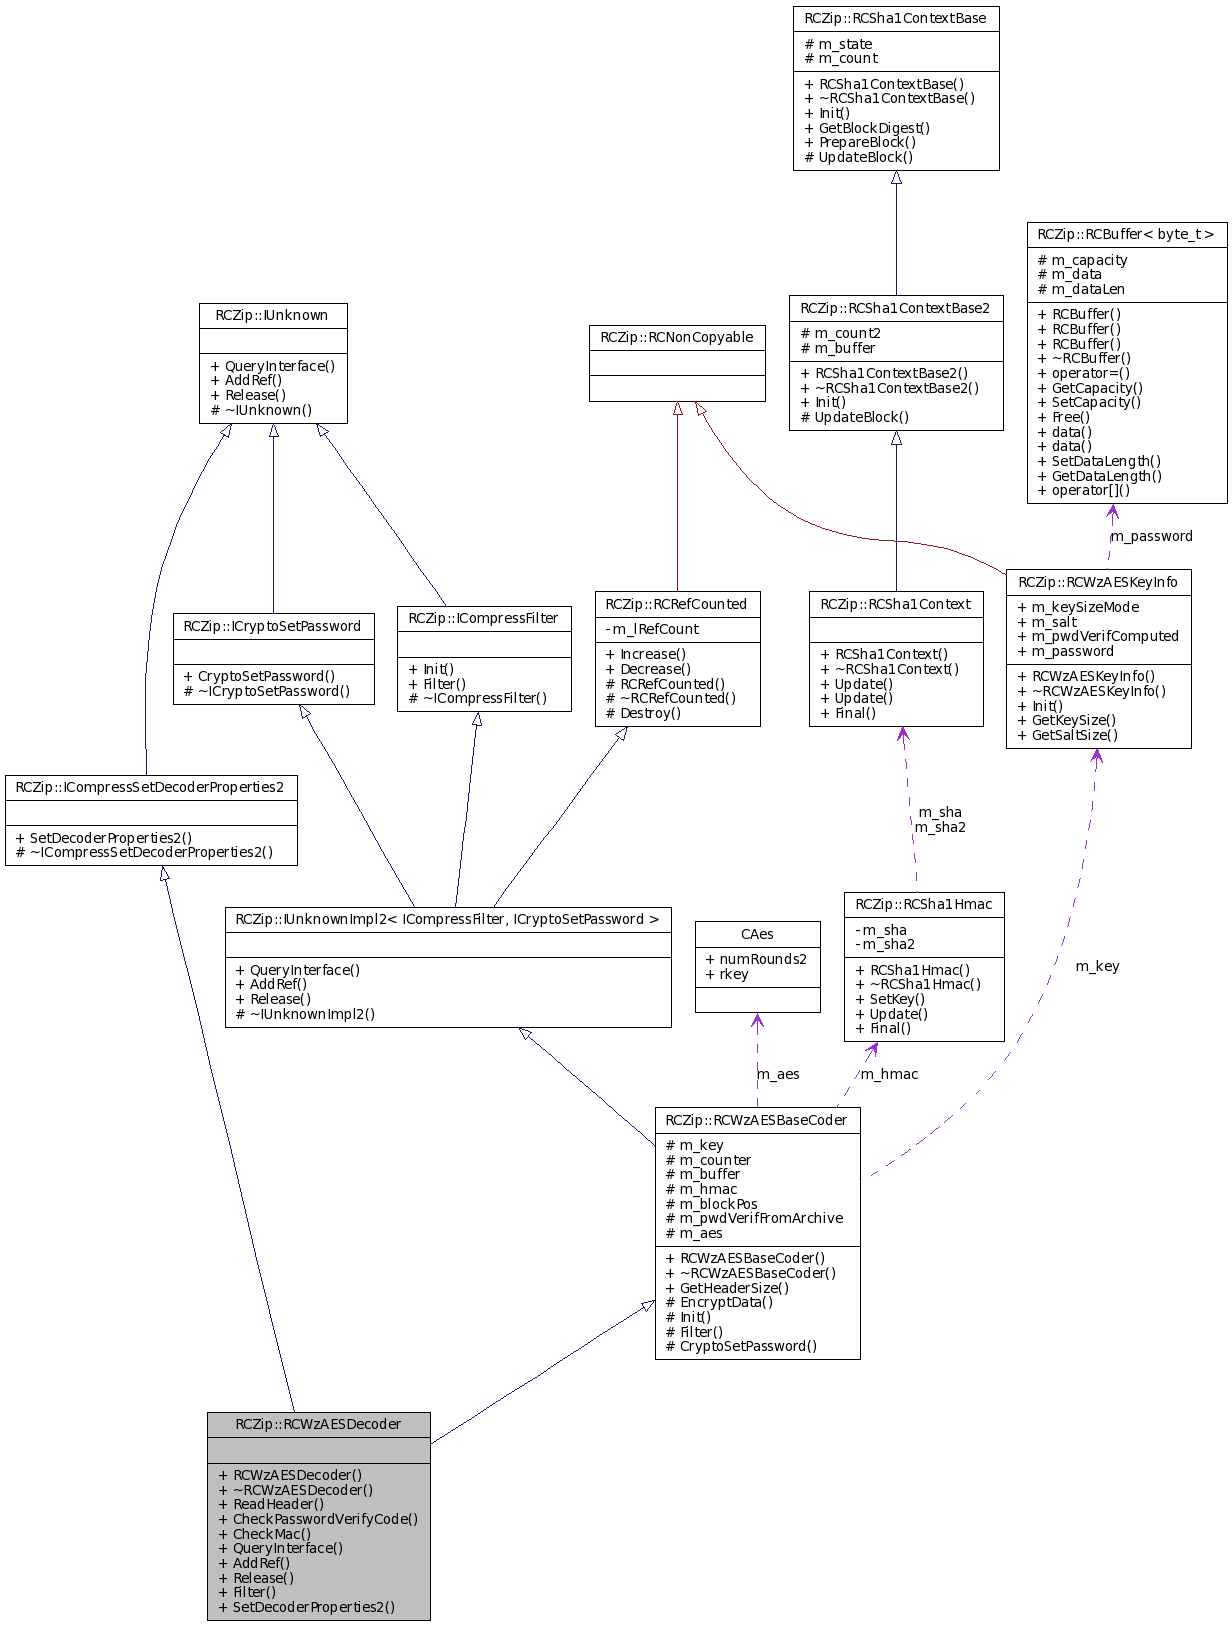 RCZip::RCSha1ContextBase
# m_state
# m_count
+ RCSha1ContextBase()
+ ~RCSha1ContextBase()
+ Init()
+ GetBlockDigest()
+ PrepareBlock()
# UpdateBlock()
RCZip::RCBuffer< byte_t >
# m_capacity
# m_data
# m_dataLen
+ RCBuffer()
+ RCBuffer()
+ RCBuffer()
+ ~RCBuffer()
+ operator=()
+ GetCapacity()
+ SetCapacity()
+ Free()
+ data()
+ data()
+ SetDataLength()
+ GetDataLength()
+ operator[]()
RCZip::RCSha1ContextBase2
# m_count2
# m_buffer
+ RCSha1ContextBase2()
+ ~RCSha1ContextBase2()
+ Init()
# UpdateBlock()
RCZip::IUnknown
+ QueryInterface()
+ AddRef()
+ Release()
# ~IUnknown()
RCZip::RCNonCopyable
m_password
RCZip::RCWzAESKeyInfo
+ m_keySizeMode
+ m_salt
+ m_pwdVerifComputed
+ m_password
+ RCWzAESKeyInfo()
+ ~RCWzAESKeyInfo()
+ Init()
+ GetKeySize()
+ GetSaltSize()
RCZip::ICryptoSetPassword
+ CryptoSetPassword()
# ~ICryptoSetPassword()
RCZip::ICompressFilter
+ Init()
+ Filter()
# ~ICompressFilter()
RCZip::RCRefCounted
- m_lRefCount
+ Increase()
+ Decrease()
# RCRefCounted()
# ~RCRefCounted()
# Destroy()
RCZip::RCSha1Context
+ RCSha1Context()
+ ~RCSha1Context()
+ Update()
+ Update()
+ Final()
RCZip::ICompressSetDecoderProperties2
+ SetDecoderProperties2()
# ~ICompressSetDecoderProperties2()
m_sha
m_sha2
RCZip::IUnknownImpl2< ICompressFilter, ICryptoSetPassword >
+ QueryInterface()
+ AddRef()
+ Release()
# ~IUnknownImpl2()
CAes
+ numRounds2
+ rkey
RCZip::RCSha1Hmac
- m_sha
- m_sha2
+ RCSha1Hmac()
+ ~RCSha1Hmac()
+ SetKey()
+ Update()
+ Final()
m_key
m_aes
m_hmac
RCZip::RCWzAESBaseCoder
# m_key
# m_counter
# m_buffer
# m_hmac
# m_blockPos
# m_pwdVerifFromArchive
# m_aes
+ RCWzAESBaseCoder()
+ ~RCWzAESBaseCoder()
+ GetHeaderSize()
# EncryptData()
# Init()
# Filter()
# CryptoSetPassword()
RCZip::RCWzAESDecoder
+ RCWzAESDecoder()
+ ~RCWzAESDecoder()
+ ReadHeader()
+ CheckPasswordVerifyCode()
+ CheckMac()
+ QueryInterface()
+ AddRef()
+ Release()
+ Filter()
+ SetDecoderProperties2()